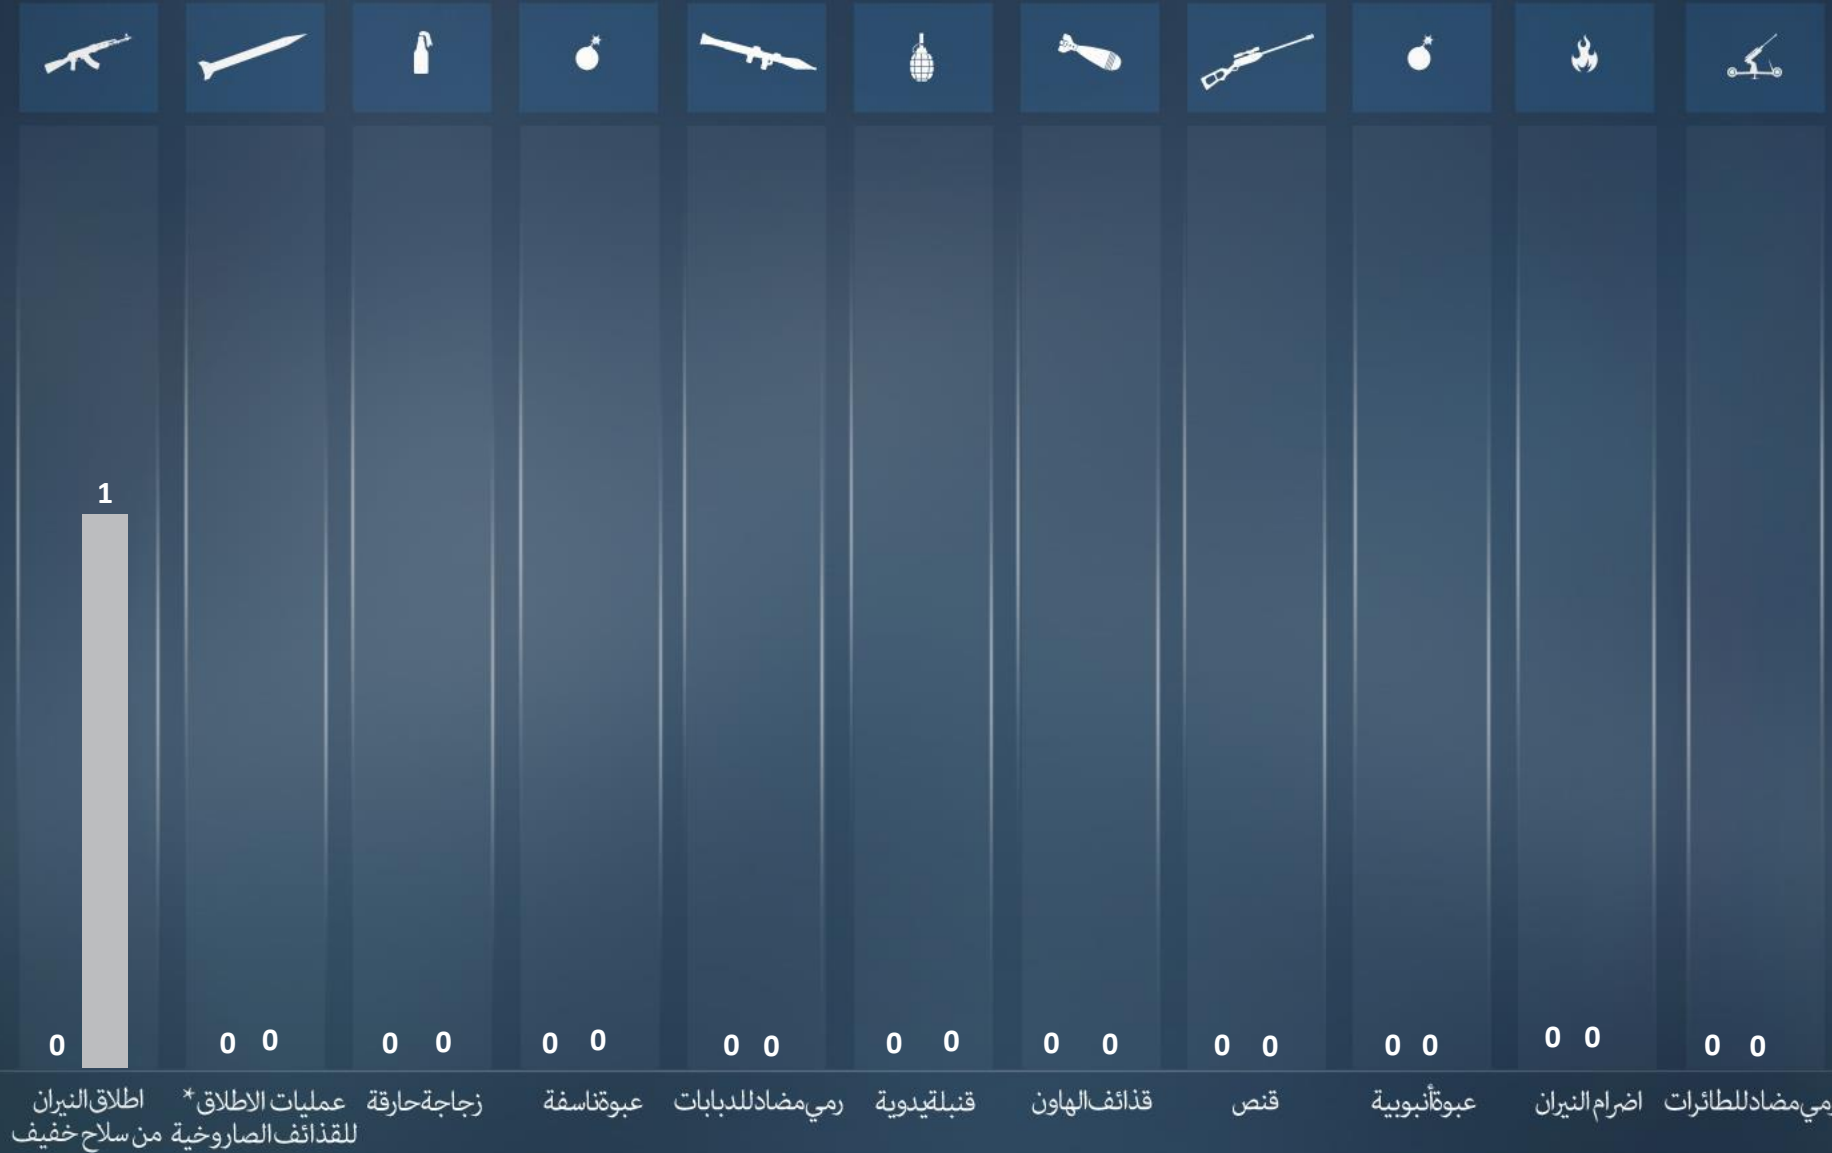 1
0
0 0
0 0
0 0
0 0
0 0
0 0
0 0
0 0
0 0
0 0
اطلاق النيران
من سلاح خفيف
عمليات الاطلاق *
للقذائف الصاروخية
زجاجة حارقة
عبوة ناسفة
رمي مضاد للدبابات
قنبلة يدوية
قذائف الهاون
قنص
عبوة أنبوبية
اضرام النيران
رمي مضاد للطائرات